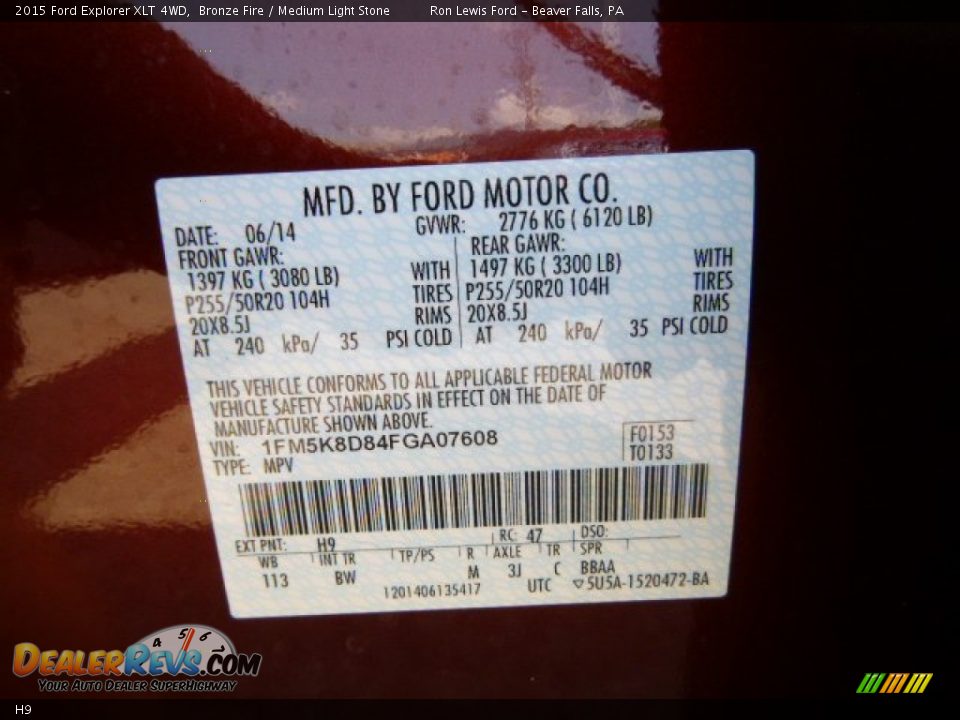 2015 Ford Explorer XLT 4WD, Bronze Fire / Medium Light Stone Ron Lewis Ford - Beaver Falls, PA
MFD. BY FORD MOTOR CO.
DATE: 06/14 GVWR: 2776 KG ( 6120 LB)
FRONT GAWR: REAR GAWR:
1397 KG ( 3080 LB) WITH 1497 KG ( 3300 LB) WITH
P255/50R20 104H TIRES P255/50R20 104H TIRES
20X8.5J RIMS 20X8.5J RIMS
AT 240 kPa/ 35 PSI COLD AT 240 kPa/ 35 PSI COLD
THIS VEHICLE CONFORMS TO ALL APPLICABLE FEDERAL MOTOR
VEHICLE SAFETY STANDARDS IN EFFECT ON THE DATE OF
MANUFACTURE SHOWN ABOVE.
VIN: 1FM5K8D84FGA07608 F0153
TYPE: MPV T0133
EXT PNT: H9 RC: 47 DSO:
WB INT TR TP/PS R AXLE TR SPR
113 BW M 3J C BBAA
1201406135417 UTC ▽5U5A-1520472-BA
4 5 6
DEALERREVS.COM
Your Auto Dealer SuperHighway
H9